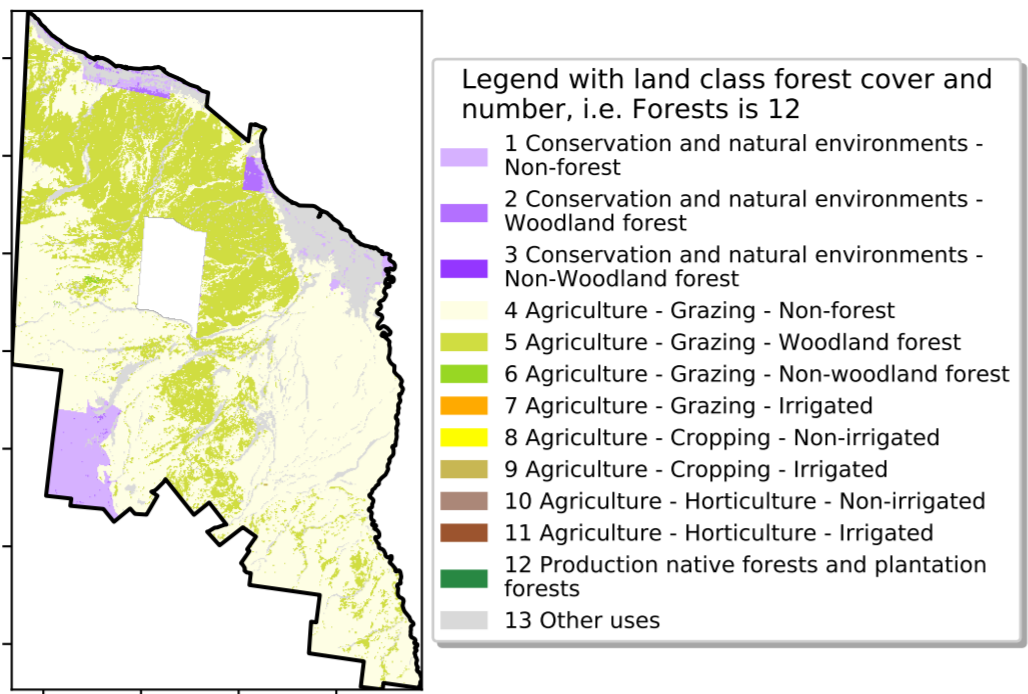 Legend with land class forest cover and
number, i.e. Forests is 12
1 Conservation and natural environments -
Non-forest
2 Conservation and natural environments -
Woodland forest
3 Conservation and natural environments -
Non-Woodland forest
4 Agriculture - Grazing - Non-forest
5 Agriculture - Grazing - Woodland forest
6 Agriculture - Grazing - Non-woodland forest
7 Agriculture - Grazing - Irrigated
8 Agriculture - Cropping - Non-irrigated
9 Agriculture - Cropping - Irrigated
10 Agriculture - Horticulture - Non-irrigated
11 Agriculture - Horticulture - Irrigated
12 Production native forests and plantation
forests
13 Other uses